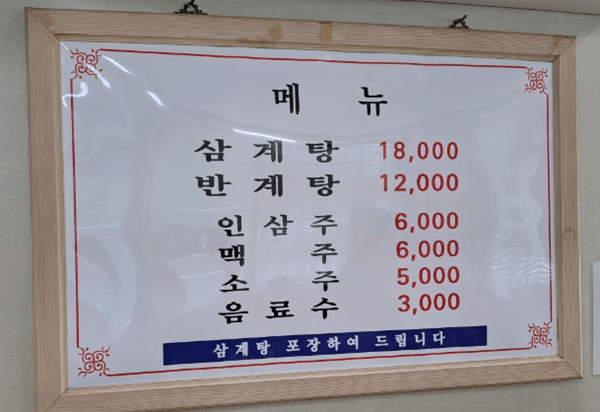 메 뉴
삼 계 탕 18,000
반 계 탕 12,000
인 삼 주 6,000
맥 주 6,000
소 주 5,000
음 료 수 3,000
삼계탕 포장하여 드립니다